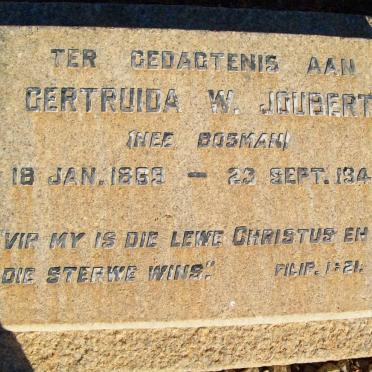 TER GEDAGTENIS AAN
GERTRUIDA W. JOUBERT
(NEE BOSMAN)
18 JAN. 1869 — 23 SEPT. 194
"VIR MY IS DIE LEWE CHRISTUS EN
DIE STERWE WINS." FILIP. 1:21.